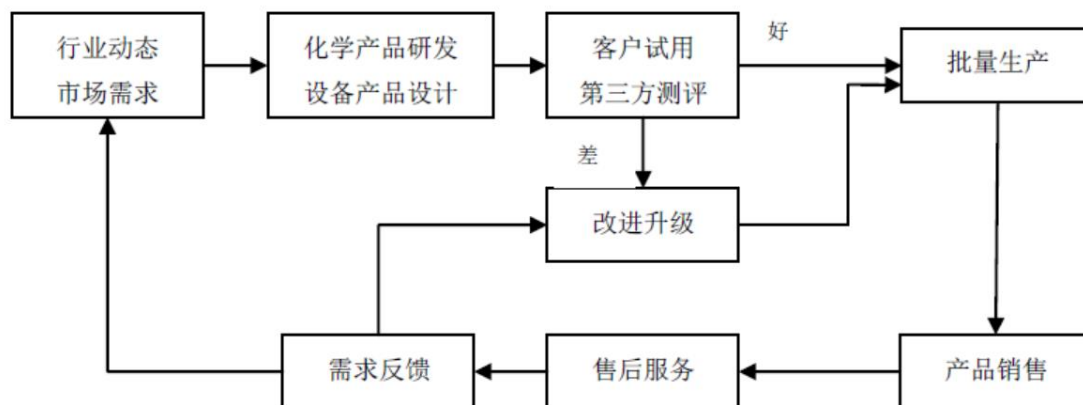 行业动态
市场需求
化学产品研发
设备产品设计
客户试用
第三方测评
好
批量生产
差
改进升级
需求反馈
售后服务
产品销售